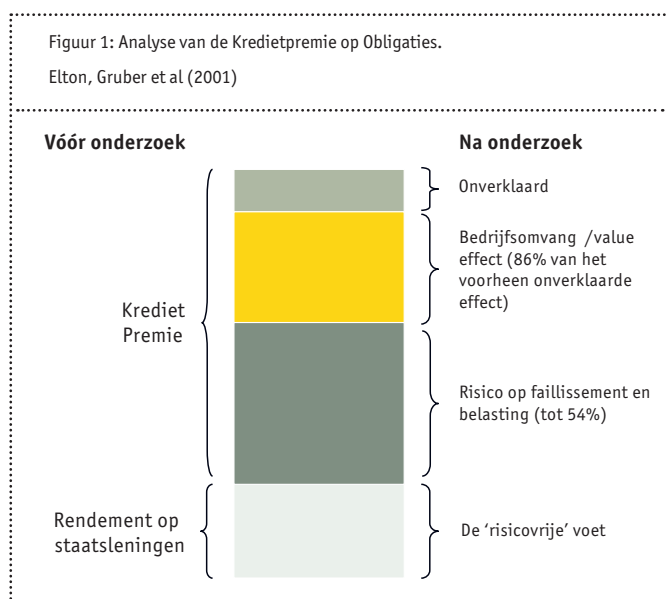 Figuur 1: Analyse van de Kredietpremie op Obligaties.
Elton, Gruber et al (2001)
Vóór onderzoek
Na onderzoek
Krediet
Premie
Rendement op
staatsleningen
Onverklaard
Bedrijfsomvang /value
effect (86% van het
voorheen onverklaarde
effect)
Risico op faillissement en
belasting (tot 54%)
De ‘risicovrije’ voet